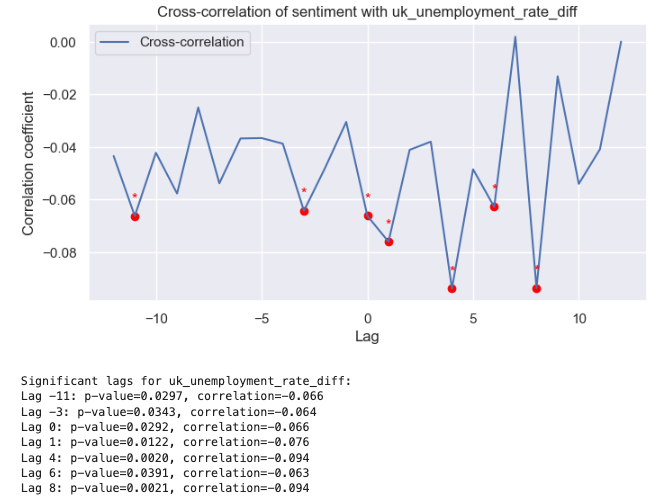 Cross-correlation of sentiment with uk_unemployment_rate_diff
0.00
Cross-correlation
−0.02
−0.04
−0.06
−0.08
Correlation coefficient
* * * * * * *
−10 −5 0 5 10
Lag
Significant lags for uk_unemployment_rate_diff:
Lag -11: p-value=0.0297, correlation=-0.066
Lag -3: p-value=0.0343, correlation=-0.064
Lag 0: p-value=0.0292, correlation=-0.066
Lag 1: p-value=0.0122, correlation=-0.076
Lag 4: p-value=0.0020, correlation=-0.094
Lag 6: p-value=0.0391, correlation=-0.063
Lag 8: p-value=0.0021, correlation=-0.094